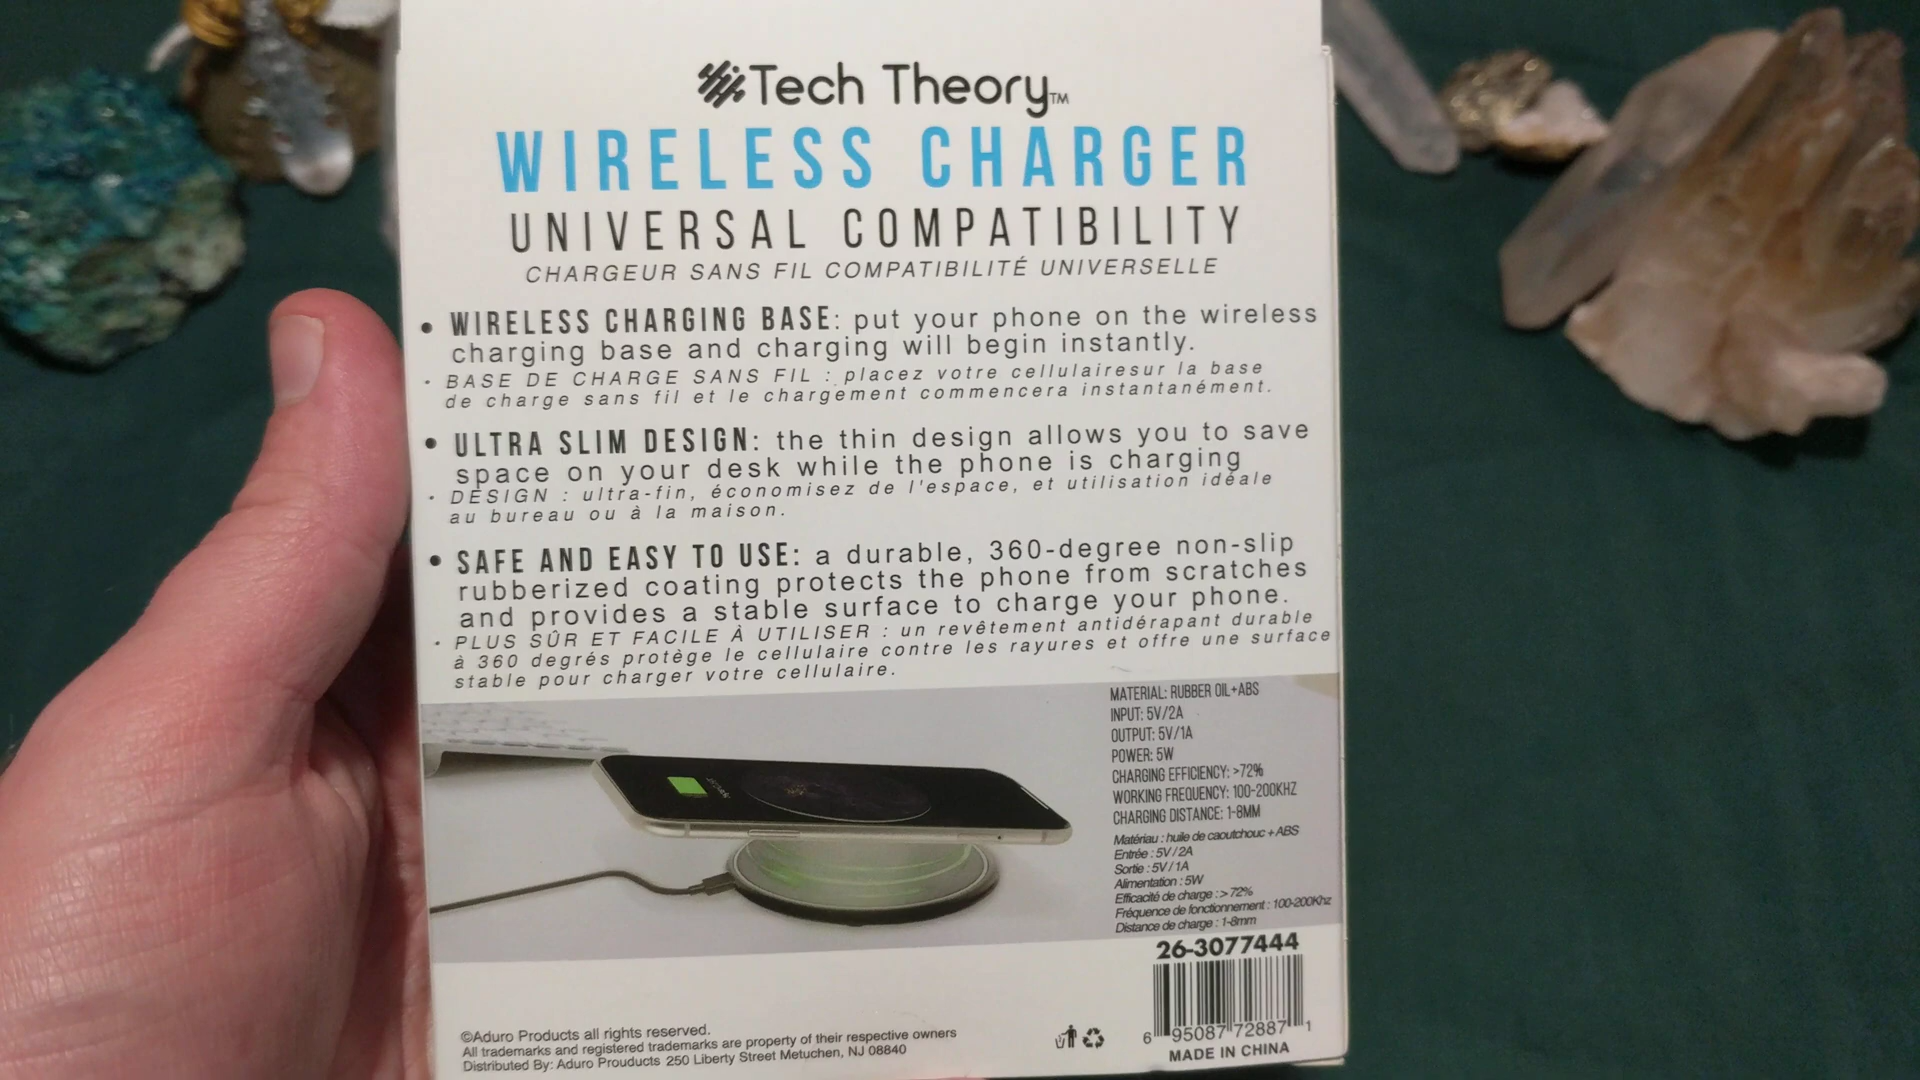 Tech Theory™
WIRELESS CHARGER
UNIVERSAL COMPATIBILITY
CHARGEUR SANS FIL COMPATIBILITÉ UNIVERSELLE
• WIRELESS CHARGING BASE: put your phone on the wireless
charging base and charging will begin instantly.
• BASE DE CHARGE SANS FIL : placez votre cellulairesur la base
de charge sans fil et le chargement commencera instantanément.
• ULTRA SLIM DESIGN: the thin design allows you to save
space on your desk while the phone is charging
• DESIGN : ultra-fin, économisez de l'espace, et utilisation idéale
au bureau ou à la maison.
• SAFE AND EASY TO USE: a durable, 360-degree non-slip
rubberized coating protects the phone from scratches
and provides a stable surface to charge your phone.
• PLUS SÛR ET FACILE À UTILISER : un revêtement antidérapant durable
à 360 degrés protège le cellulaire contre les rayures et offre une surface
stable pour charger votre cellulaire.
MATERIAL: RUBBER OIL+ABS
INPUT: 5V/2A
OUTPUT: 5V/1A
POWER: 5W
CHARGING EFFICIENCY: >72%
WORKING FREQUENCY: 100-200KHZ
CHARGING DISTANCE: 1-8MM
Matériau : huile de caoutchouc + ABS
Entrée : 5V / 2A
Sortie : 5V / 1A
Alimentation : 5W
Efficacité de charge : > 72%
Fréquence de fonctionnement : 100-200Khz
Distance de charge : 1-8mm
26-3077444
6 95087 72887 1
MADE IN CHINA
©Aduro Products all rights reserved.
All trademarks and registered trademarks are property of their respective owners
Distributed By: Aduro Prouducts 250 Liberty Street Metuchen, NJ 08840